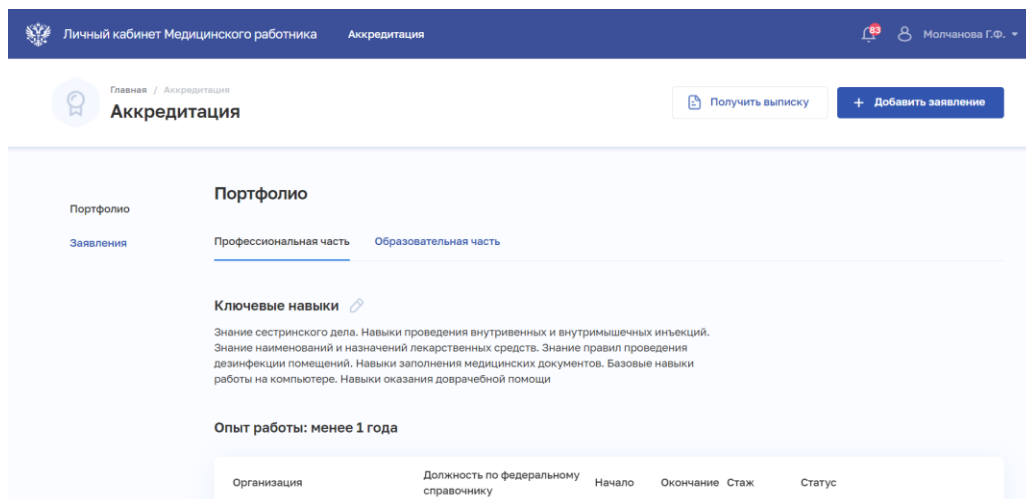 Личный кабинет Медицинского работника Аккредитация 83 Молчанова Г.Ф.
Главная / Аккредитация
Аккредитация
Получить выписку
+ Добавить заявление
Портфолио
Заявления
Портфолио
Профессиональная часть Образовательная часть
Ключевые навыки
Знание сестринского дела. Навыки проведения внутривенных и внутримышечных инъекций.
Знание наименований и назначений лекарственных средств. Знание правил проведения
дезинфекции помещений. Навыки заполнения медицинских документов. Базовые навыки
работы на компьютере. Навыки оказания доврачебной помощи
Опыт работы: менее 1 года
Организация
Должность по федеральному
справочнику
Начало Окончание Стаж Статус